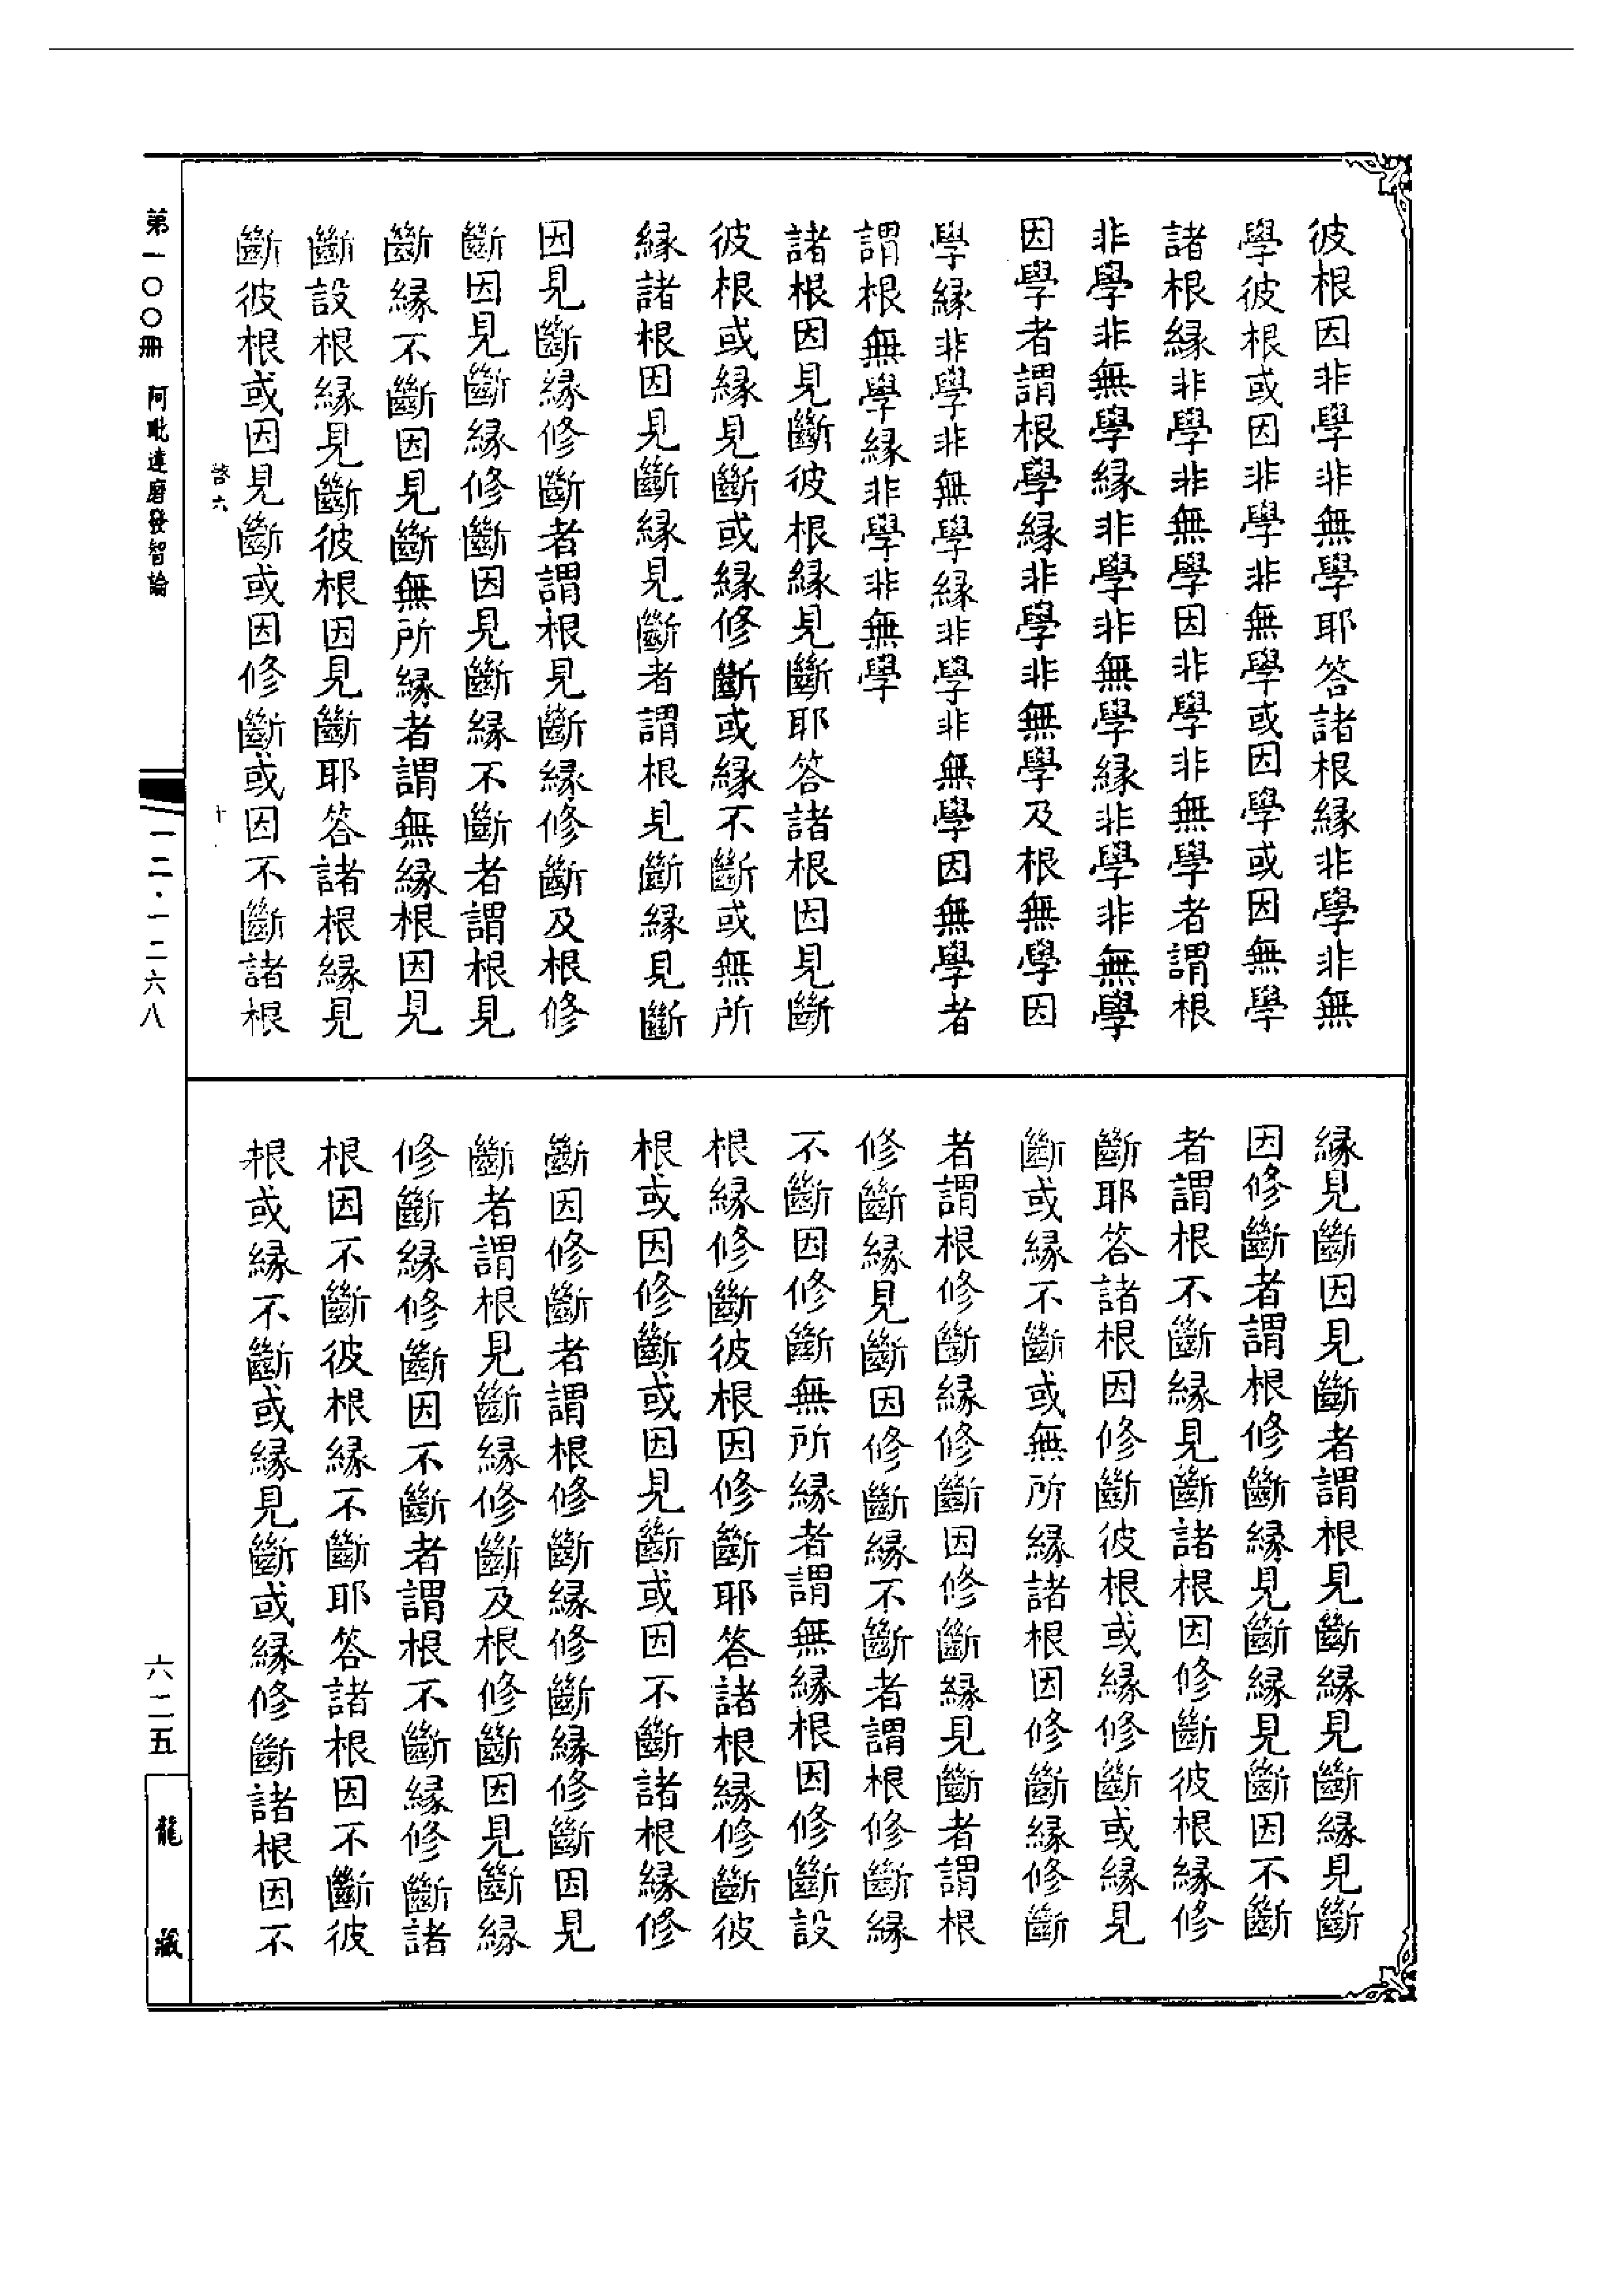 彼根因非學非無學耶答諸根緣非學非無
學彼根或因非學非無學或因學或因無學
諸根緣非學非無學因非學非無學者謂根
非學非無學緣非學非無學緣非學非無學
因學者謂根學緣非學非無學及根無學因
學緣非學非無學緣非學非無學因無學者
謂根無學緣非學非無學
諸根因見斷彼根緣見斷耶答諸根因見斷
彼根或緣見斷或緣修斷或緣不斷或無所
緣諸根因見斷緣見斷者謂根見斷緣見斷
因見斷緣修斷者謂根見斷緣修斷及根修
斷因見斷緣修斷因見斷緣不斷者謂根見
斷緣不斷因見斷無所緣者謂無緣根因見
斷設根緣見斷彼根因見斷耶答諸根緣見
斷彼根或因見斷或因修斷或因不斷諸根
啓六
十
緣見斷因見斷者謂根見斷緣見斷緣見斷
因修斷者謂根修斷緣見斷緣見斷因不斷
者謂根不斷緣見斷諸根因修斷彼根緣修
斷耶答諸根因修斷彼根或緣修斷或緣見
斷或緣不斷或無所緣諸根因修斷緣修斷
者謂根修斷緣修斷因修斷緣見斷者謂根
修斷緣見斷因修斷緣不斷者謂根修斷緣
不斷因修斷無所緣者謂無緣根因修斷設
根緣修斷彼根因修斷耶答諸根緣修斷彼
根或因修斷或因見斷或因不斷諸根緣修
斷因修斷者謂根修斷緣修斷緣修斷因見
斷者謂根見斷緣修斷及根修斷因見斷緣
修斷緣修斷因不斷者謂根不斷緣修斷諸
根因不斷彼根緣不斷耶答諸根因不斷彼
根或緣不斷或緣見斷或緣修斷諸根因不
第一〇〇冊 阿毗達磨發智論
一二·一二六八
六二五
龍藏